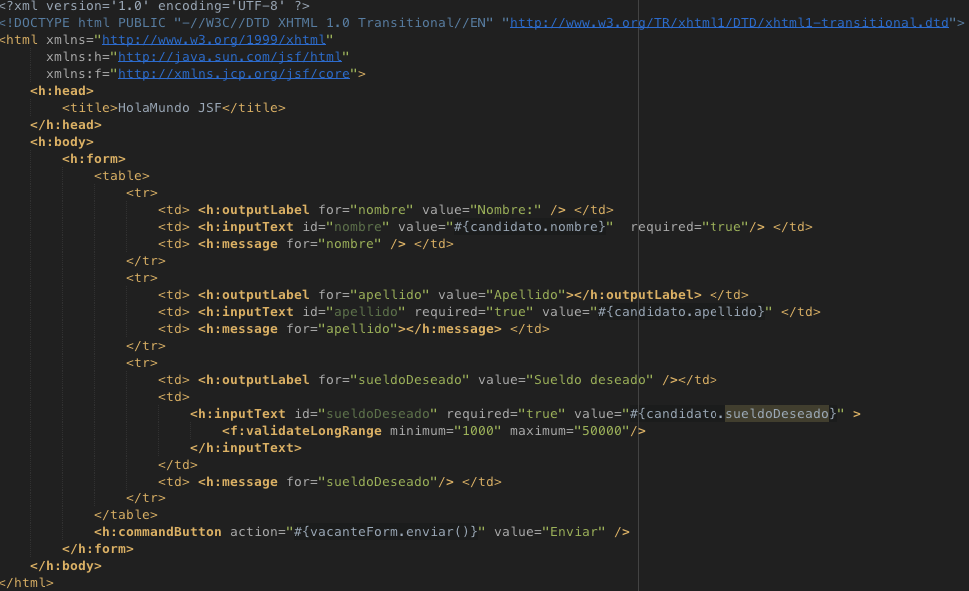 <?xml version='1.0' encoding='UTF-8' ?>
<!DOCTYPE html PUBLIC "-//W3C//DTD XHTML 1.0 Transitional//EN" "http://www.w3.org/TR/xhtml1/DTD/xhtml1-transitional.dtd">
<html xmlns="http://www.w3.org/1999/xhtml"
      xmlns:h="http://java.sun.com/jsf/html"
      xmlns:f="http://xmlns.jcp.org/jsf/core">
    <h:head>
        <title>HolaMundo JSF</title>
    </h:head>
    <h:body>
        <h:form>
            <table>
                <tr>
                    <td> <h:outputLabel for="nombre" value="Nombre:" /> </td>
                    <td> <h:inputText id="nombre" value="#{candidato.nombre}"  required="true"/> </td>
                    <td> <h:message for="nombre" /> </td>
                </tr>
                <tr>
                    <td> <h:outputLabel for="apellido" value="Apellido"></h:outputLabel> </td>
                    <td> <h:inputText id="apellido" required="true" value="#{candidato.apellido}" </td>
                    <td> <h:message for="apellido"></h:message> </td>
                </tr>
                <tr>
                    <td> <h:outputLabel for="sueldoDeseado" value="Sueldo deseado" /></td>
                    <td>
                        <h:inputText id="sueldoDeseado" required="true" value="#{candidato.sueldoDeseado}" >
                            <f:validateLongRange minimum="1000" maximum="50000"/>
                        </h:inputText>
                    </td>
                    <td> <h:message for="sueldoDeseado"/> </td>
                </tr>
            </table>
            <h:commandButton action="#{vacanteForm.enviar()}" value="Enviar" />
        </h:form>
    </h:body>
</html>